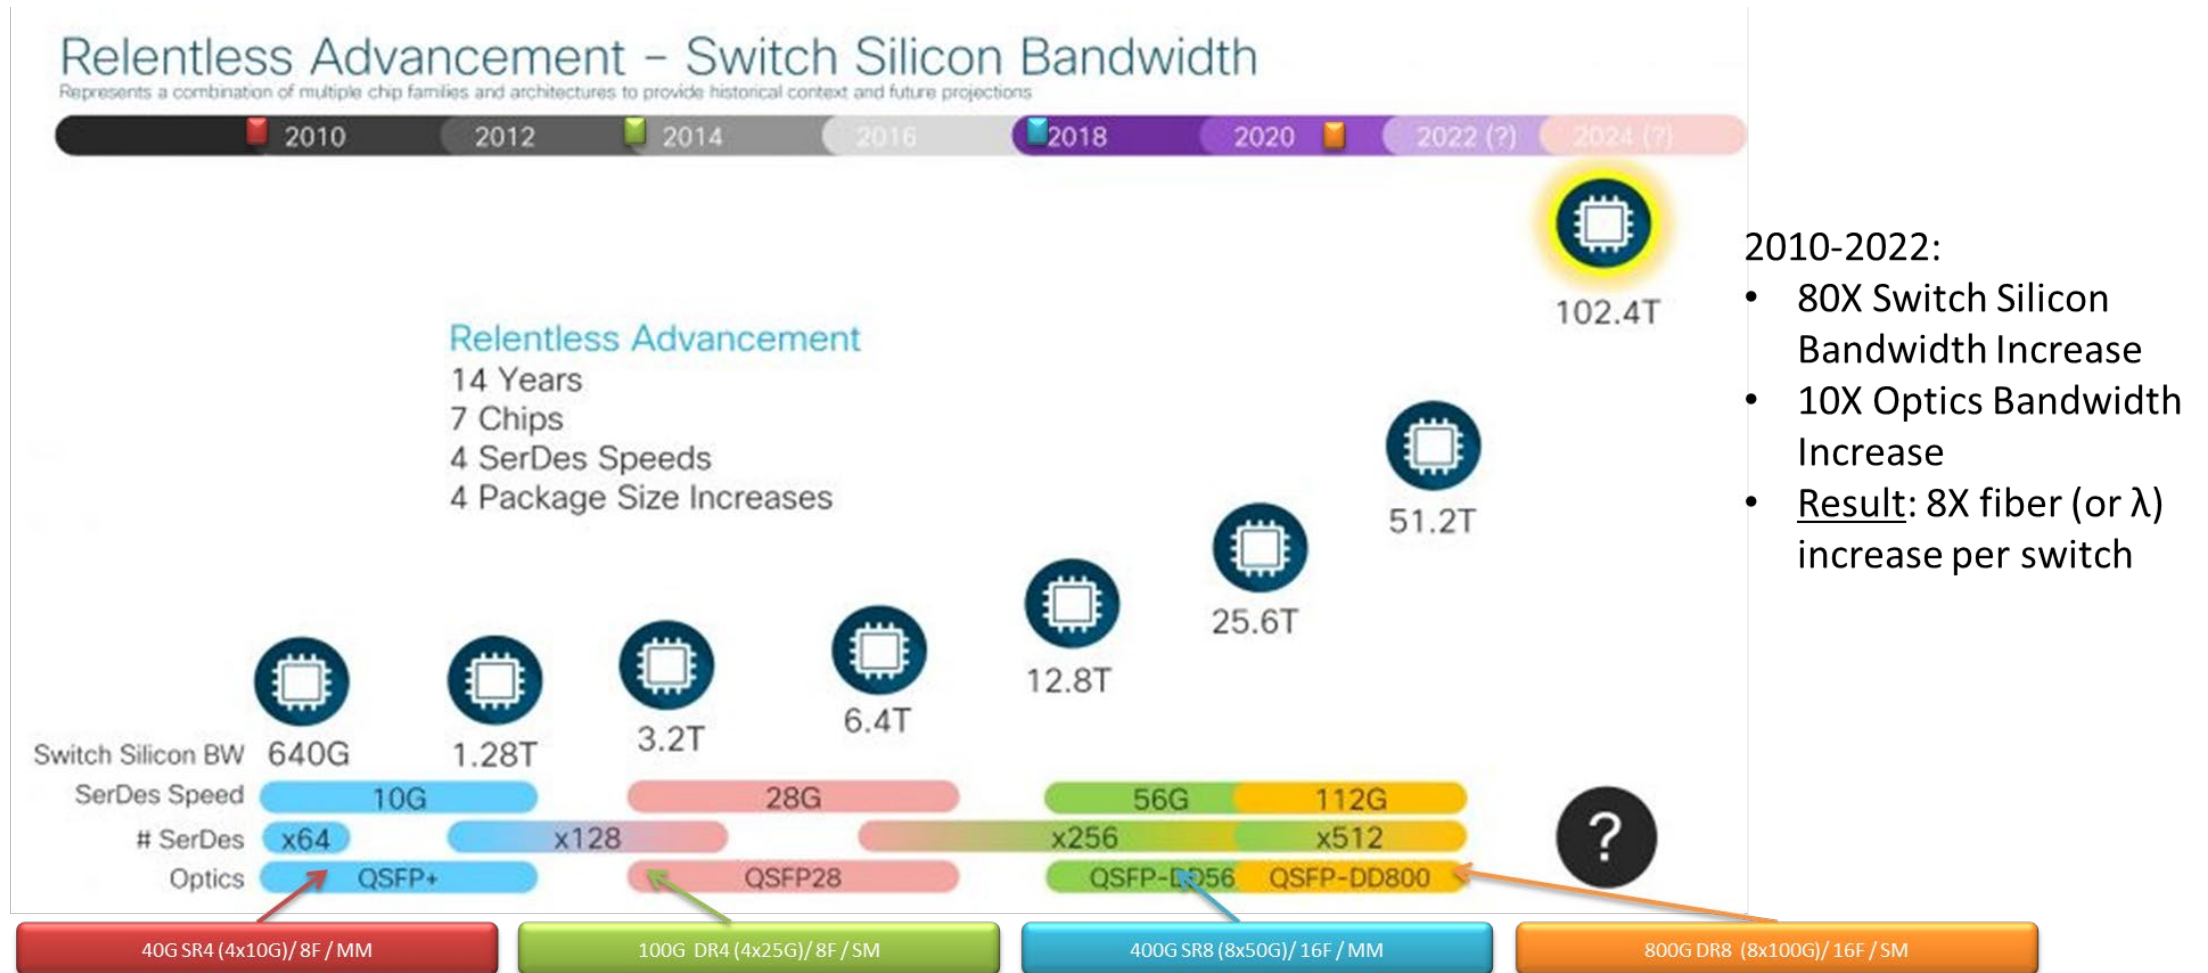 Relentless Advancement – Switch Silicon Bandwidth
Represents a combination of multiple chip families and architectures to provide historical context and future projections
2010 2012 2014 2016 2018 2020 2022 (?) 2024 (?)
102.4T
2010-2022:
• 80X Switch Silicon
Bandwidth Increase
• 10X Optics Bandwidth
Increase
• Result: 8X fiber (or λ)
increase per switch
Relentless Advancement
14 Years
7 Chips
4 SerDes Speeds
4 Package Size Increases
51.2T
25.6T
12.8T
6.4T
3.2T
Switch Silicon BW 640G 1.28T
SerDes Speed 10G 28G 56G 112G
# SerDes x64 x128 x256 x512
?
Optics QSFP+ QSFP28 QSFP-DD56 QSFP-DD800
40G SR4 (4x10G)/ 8F / MM
100G DR4 (4x25G)/ 8F / SM
400G SR8 (8x50G)/ 16F / MM
800G DR8 (8x100G)/ 16F / SM